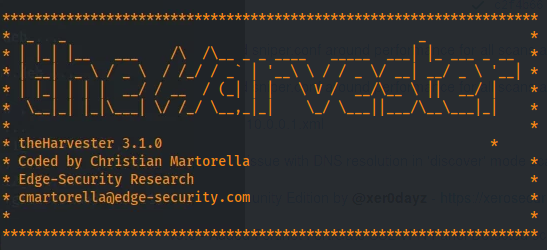 *******************************************************************
theHarvester
* theHarvester 3.1.0 *
* Coded by Christian Martorella *
* Edge-Security Research *
* cmartorella@edge-security.com *
*******************************************************************